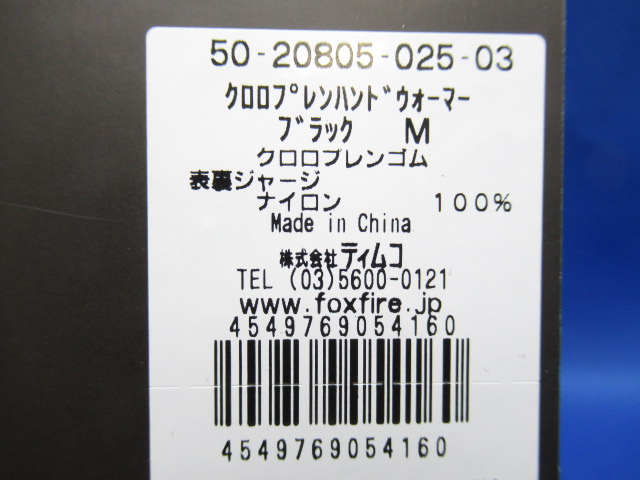 50-20805-025-03
クロロプレンハンドウォーマー
ブラック M
クロロプレンゴム
表裏ジャージ
ナイロン 100%
Made in China
株式会社ティムコ
TEL (03)5600-0121
www.foxfire.jp
4549769054160
4549769054160